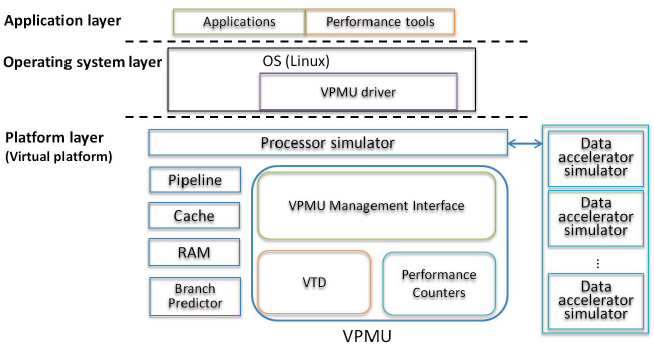 Application layer
Applications
Performance tools
Operating system layer
OS (Linux)
VPMU driver
Platform layer
(Virtual platform)
Processor simulator
Pipeline
Cache
RAM
Branch
Predictor
VPMU Management Interface
VTD
Performance
Counters
VPMU
Data
accelerator
simulator
Data
accelerator
simulator
...
Data
accelerator
simulator